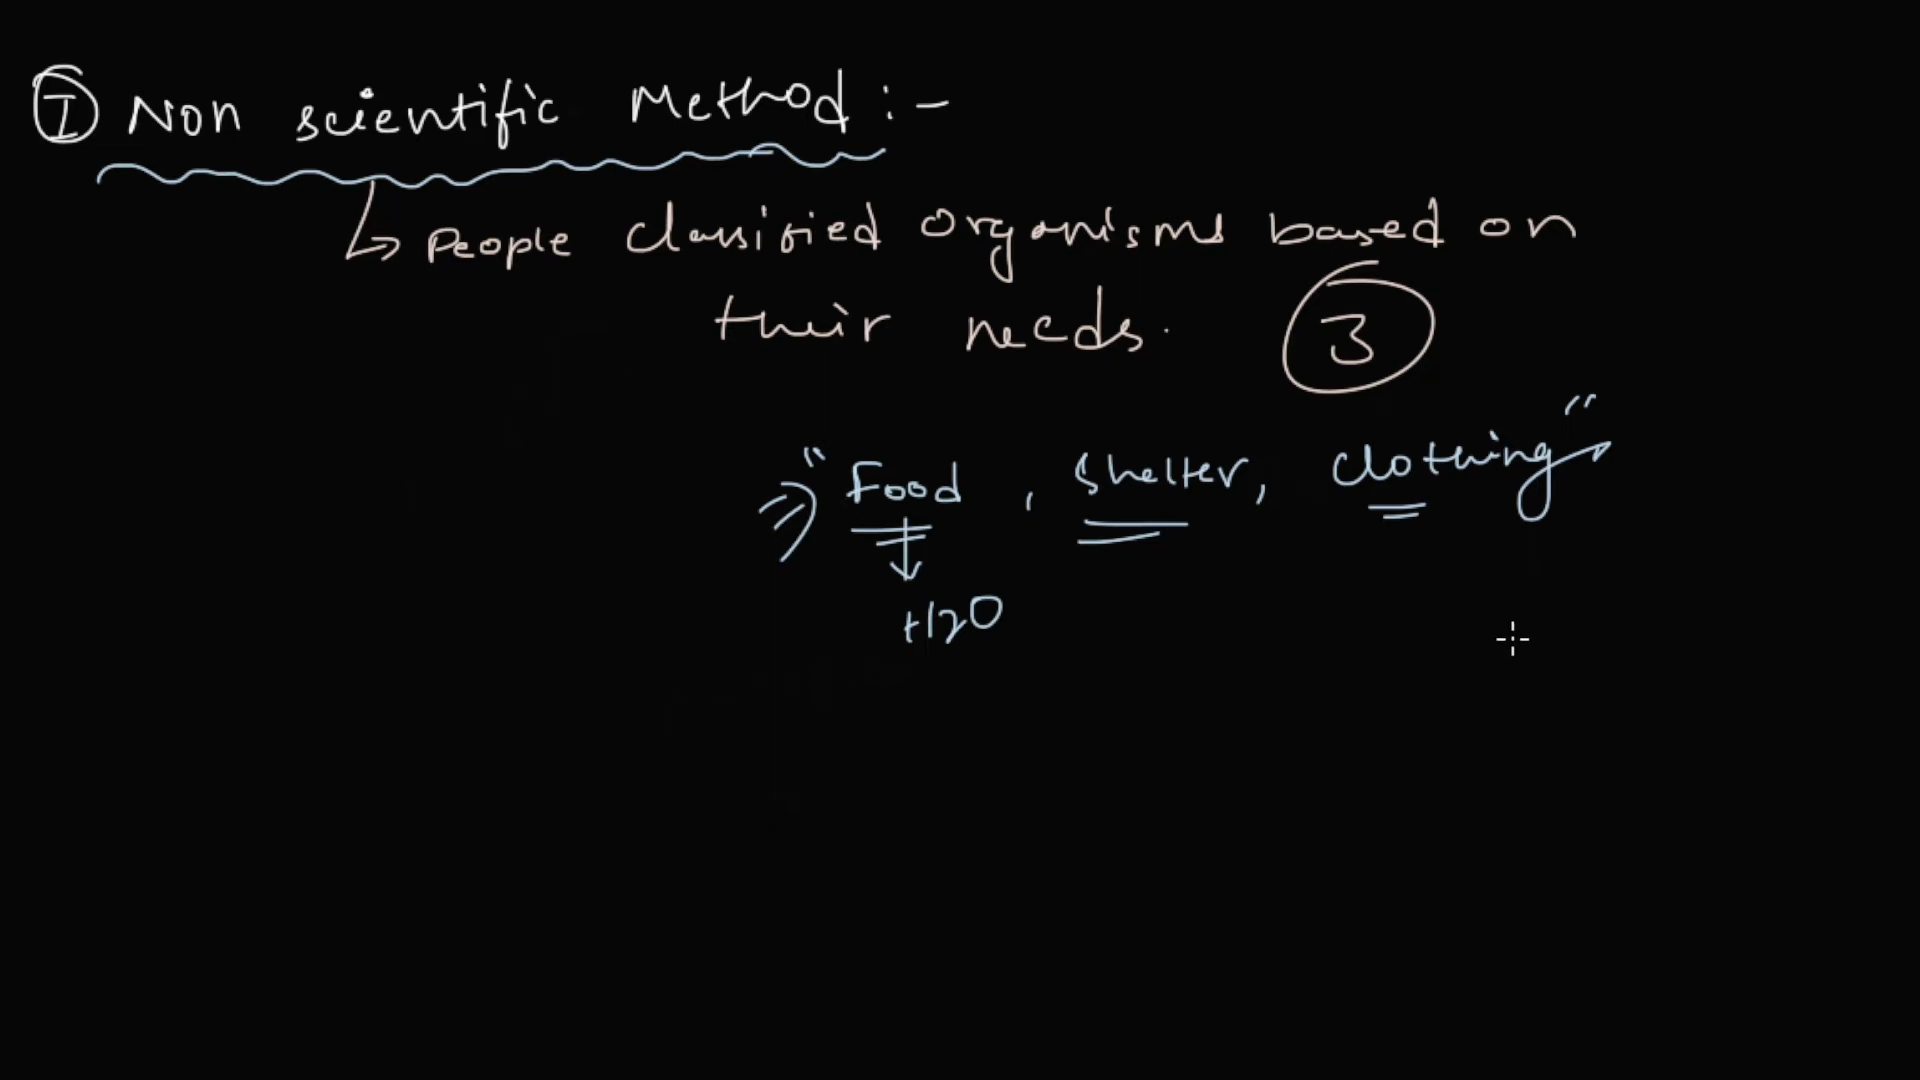 I Non scientific Method :-
People classified organisms based on
their needs. 3
"Food, shelter, clothing"
H2O